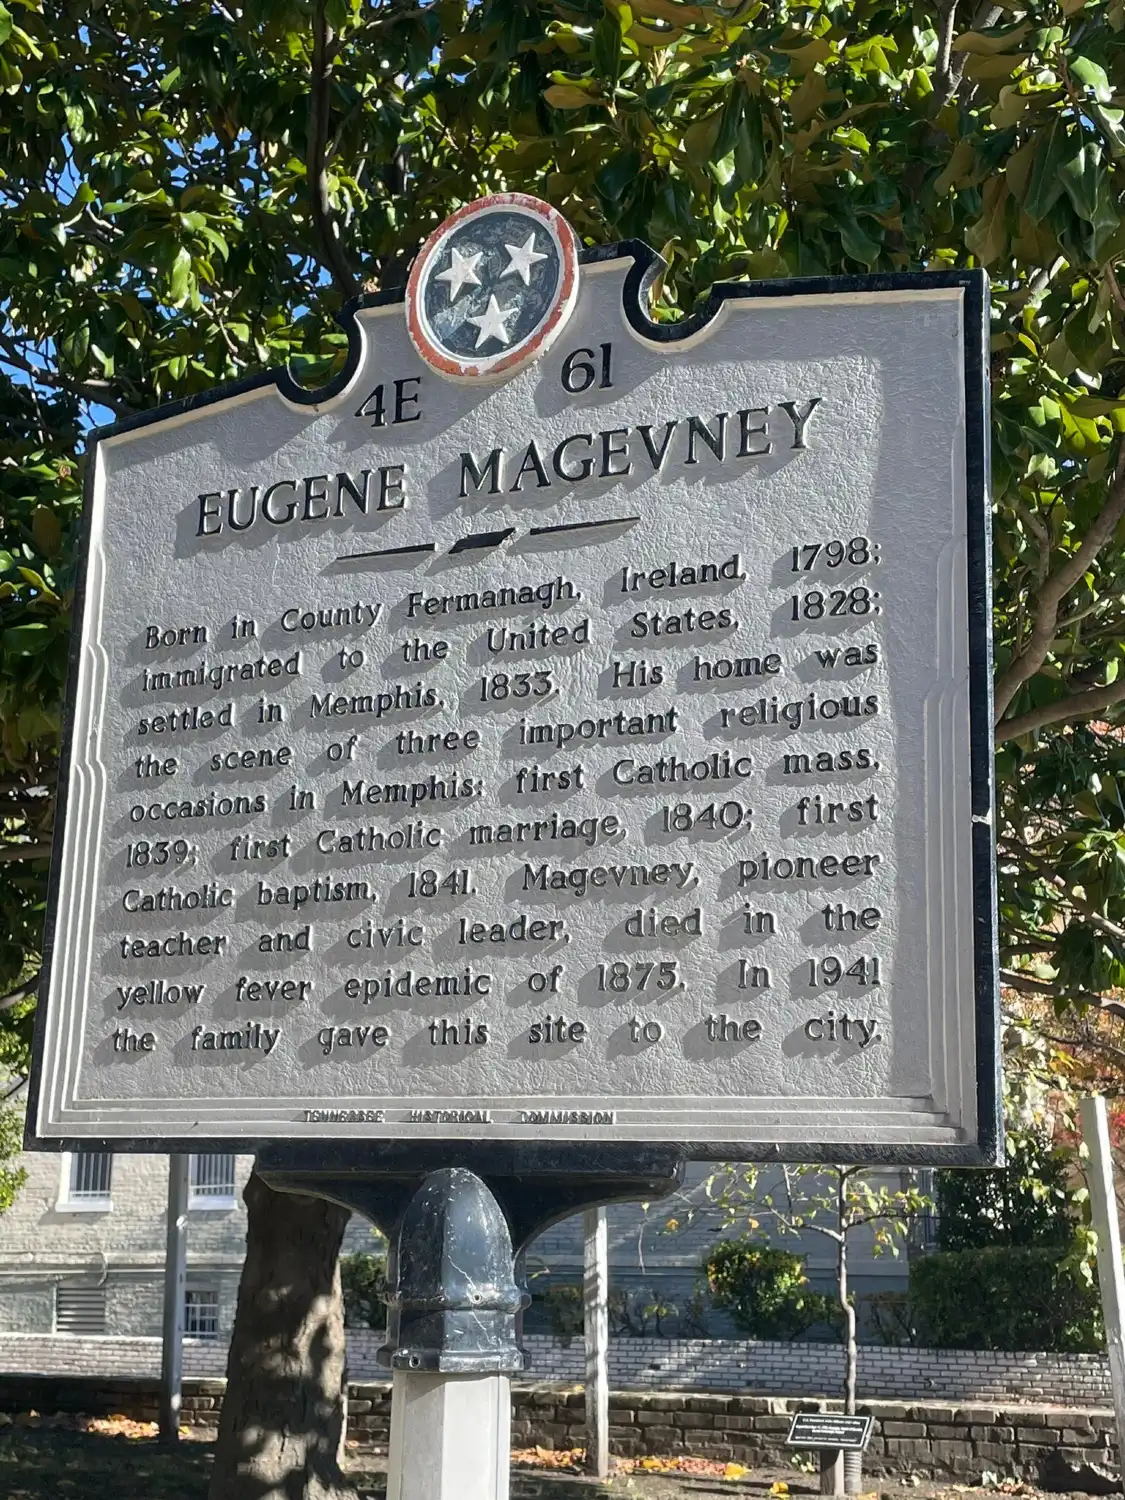 4E 61
EUGENE MAGEVNEY
Born in County Fermanagh, Ireland, 1798;
immigrated to the United States, 1828;
settled in Memphis, 1833. His home was
the scene of three important religious
occasions in Memphis: first Catholic mass,
1839; first Catholic marriage, 1840; first
Catholic baptism, 1841. Magevney, pioneer
teacher and civic leader, died in the
yellow fever epidemic of 1875. In 1941
the family gave this site to the city.
TENNESSEE HISTORICAL COMMISSION